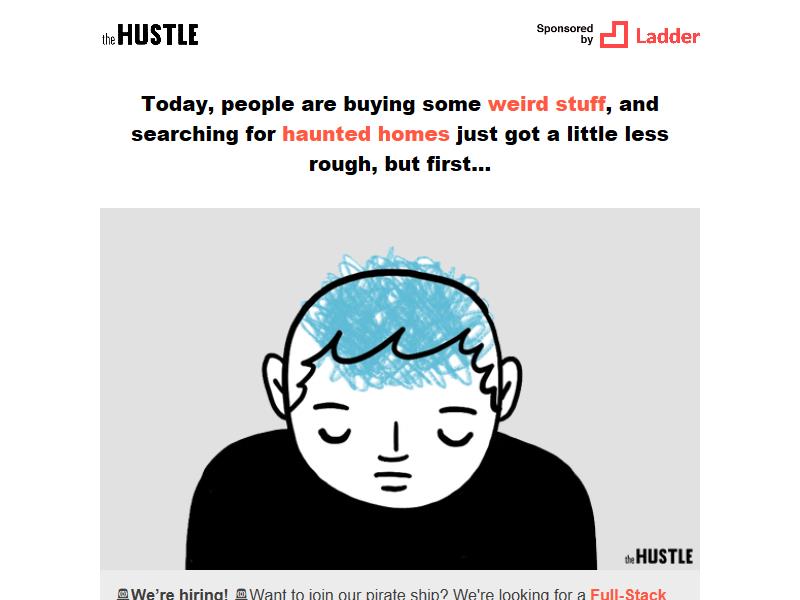 the HUSTLE
Sponsored by Ladder
Today, people are buying some weird stuff, and
searching for haunted homes just got a little less
rough, but first...
the HUSTLE
We’re hiring! Want to join our pirate ship? We're looking for a Full-Stack